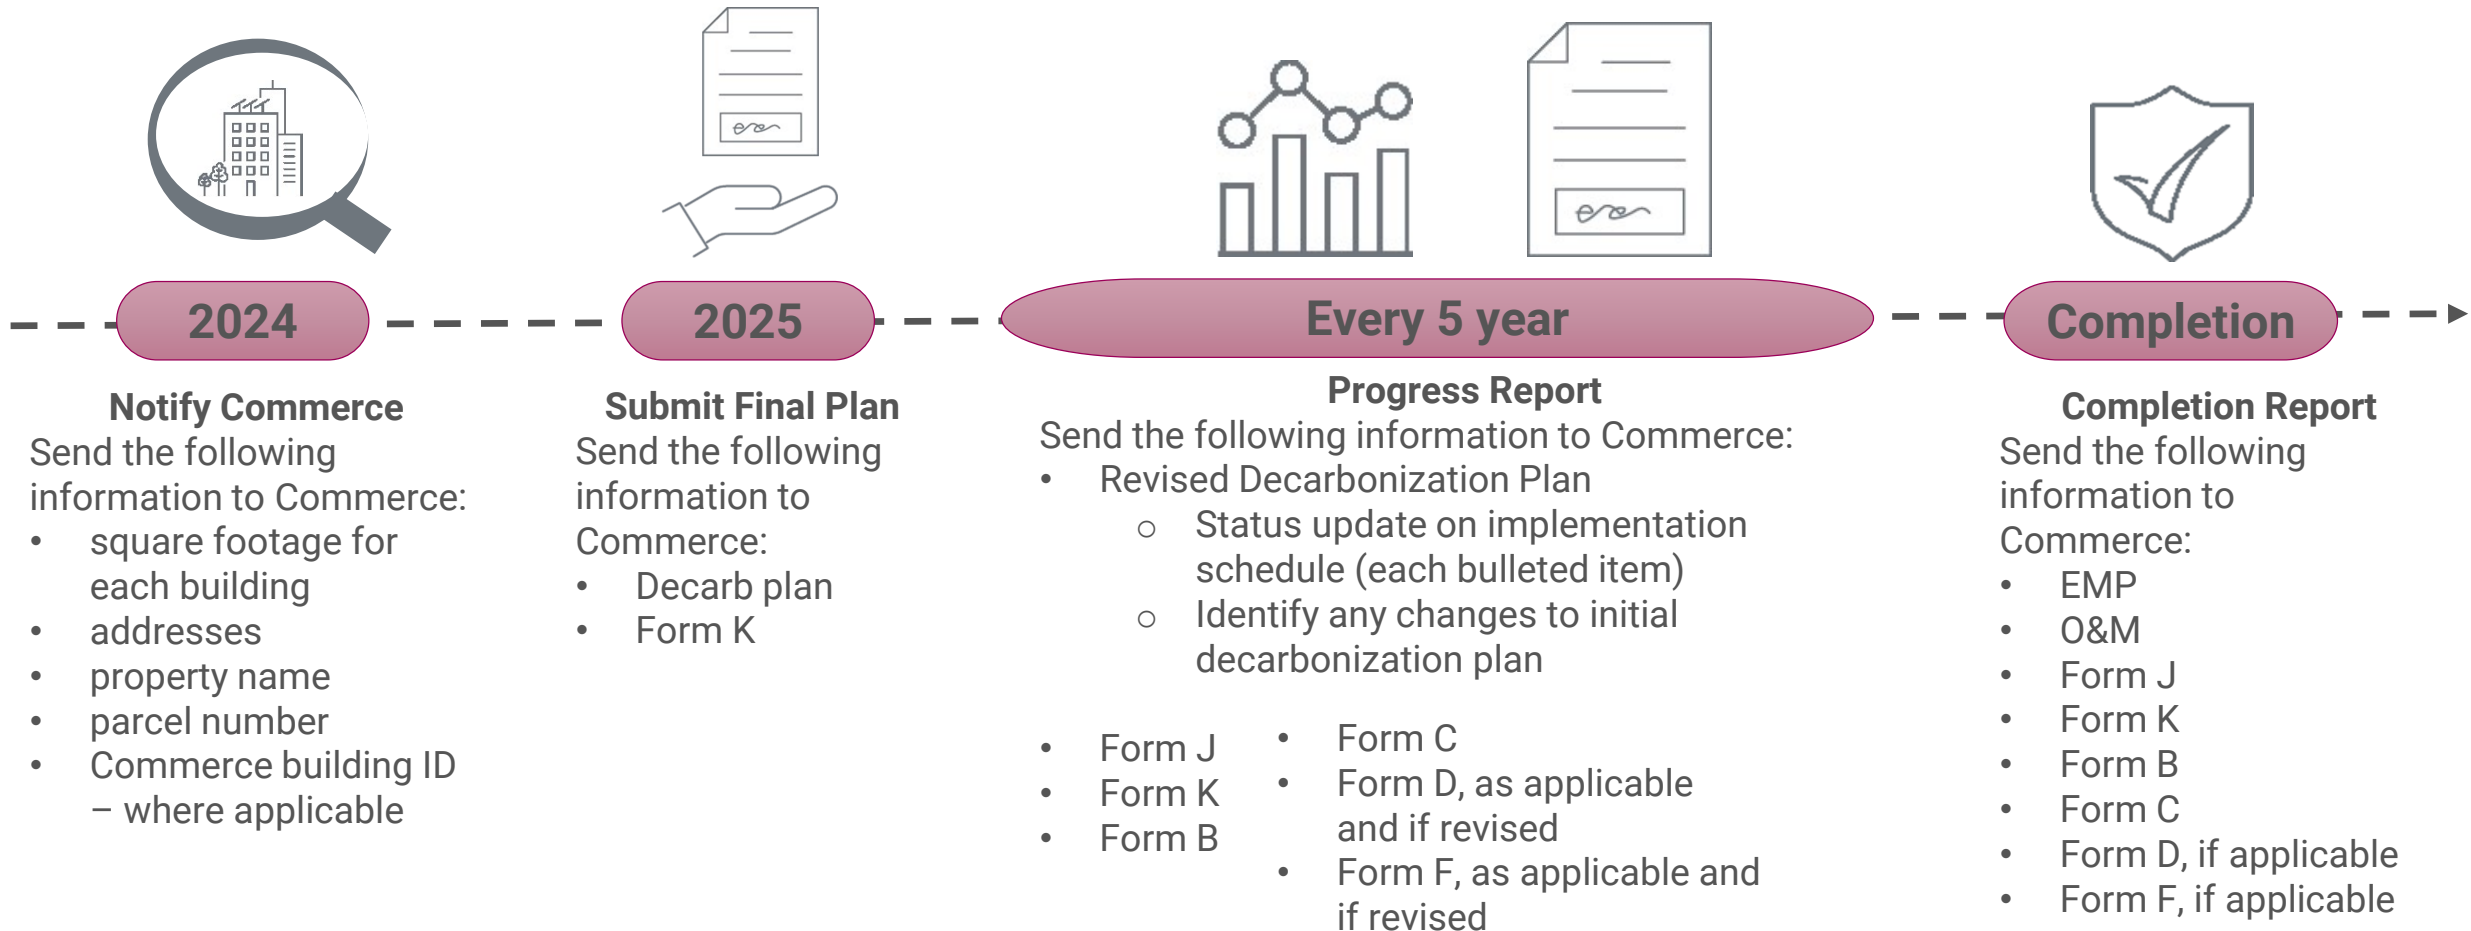 2024
Notify Commerce
Send the following
information to Commerce:
• square footage for
each building
• addresses
• property name
• parcel number
• Commerce building ID
– where applicable
2025
Submit Final Plan
Send the following
information to
Commerce:
• Decarb plan
• Form K
Every 5 year
Progress Report
Send the following information to Commerce:
• Revised Decarbonization Plan
o Status update on implementation
schedule (each bulleted item)
o Identify any changes to initial
decarbonization plan
• Form J
• Form K
• Form B
• Form C
• Form D, as applicable
and if revised
• Form F, as applicable and
if revised
Completion
Completion Report
Send the following
information to
Commerce:
• EMP
• O&M
• Form J
• Form K
• Form B
• Form C
• Form D, if applicable
• Form F, if applicable